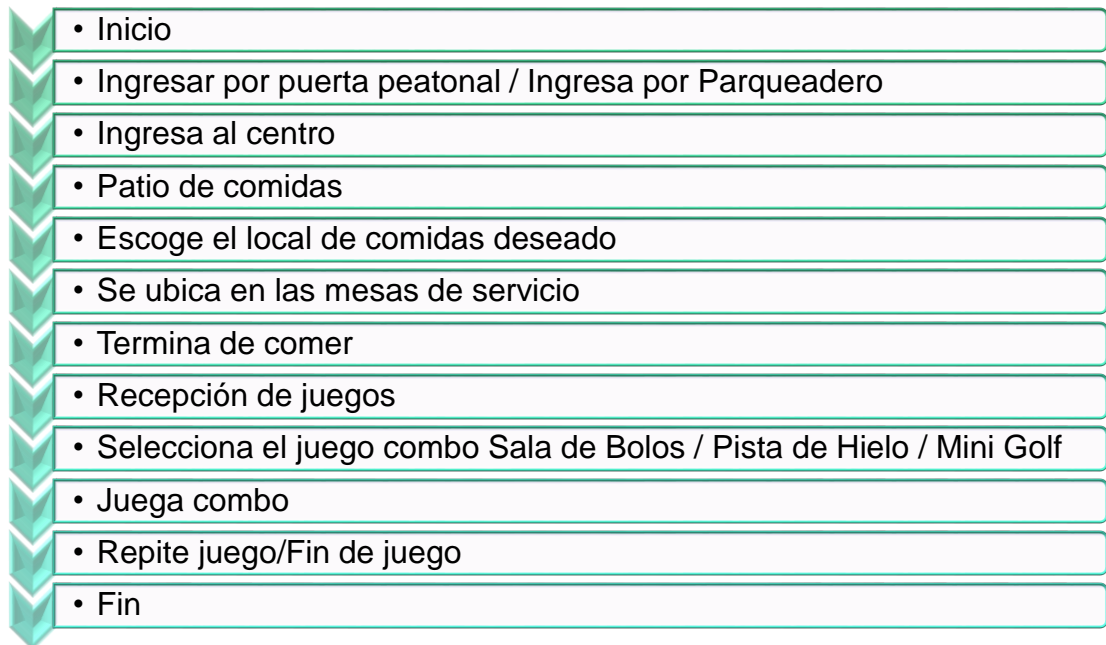 • Inicio
• Ingresar por puerta peatonal / Ingresa por Parqueadero
• Ingresa al centro
• Patio de comidas
• Escoge el local de comidas deseado
• Se ubica en las mesas de servicio
• Termina de comer
• Recepción de juegos
• Selecciona el juego combo Sala de Bolos / Pista de Hielo / Mini Golf
• Juega combo
• Repite juego/Fin de juego
• Fin